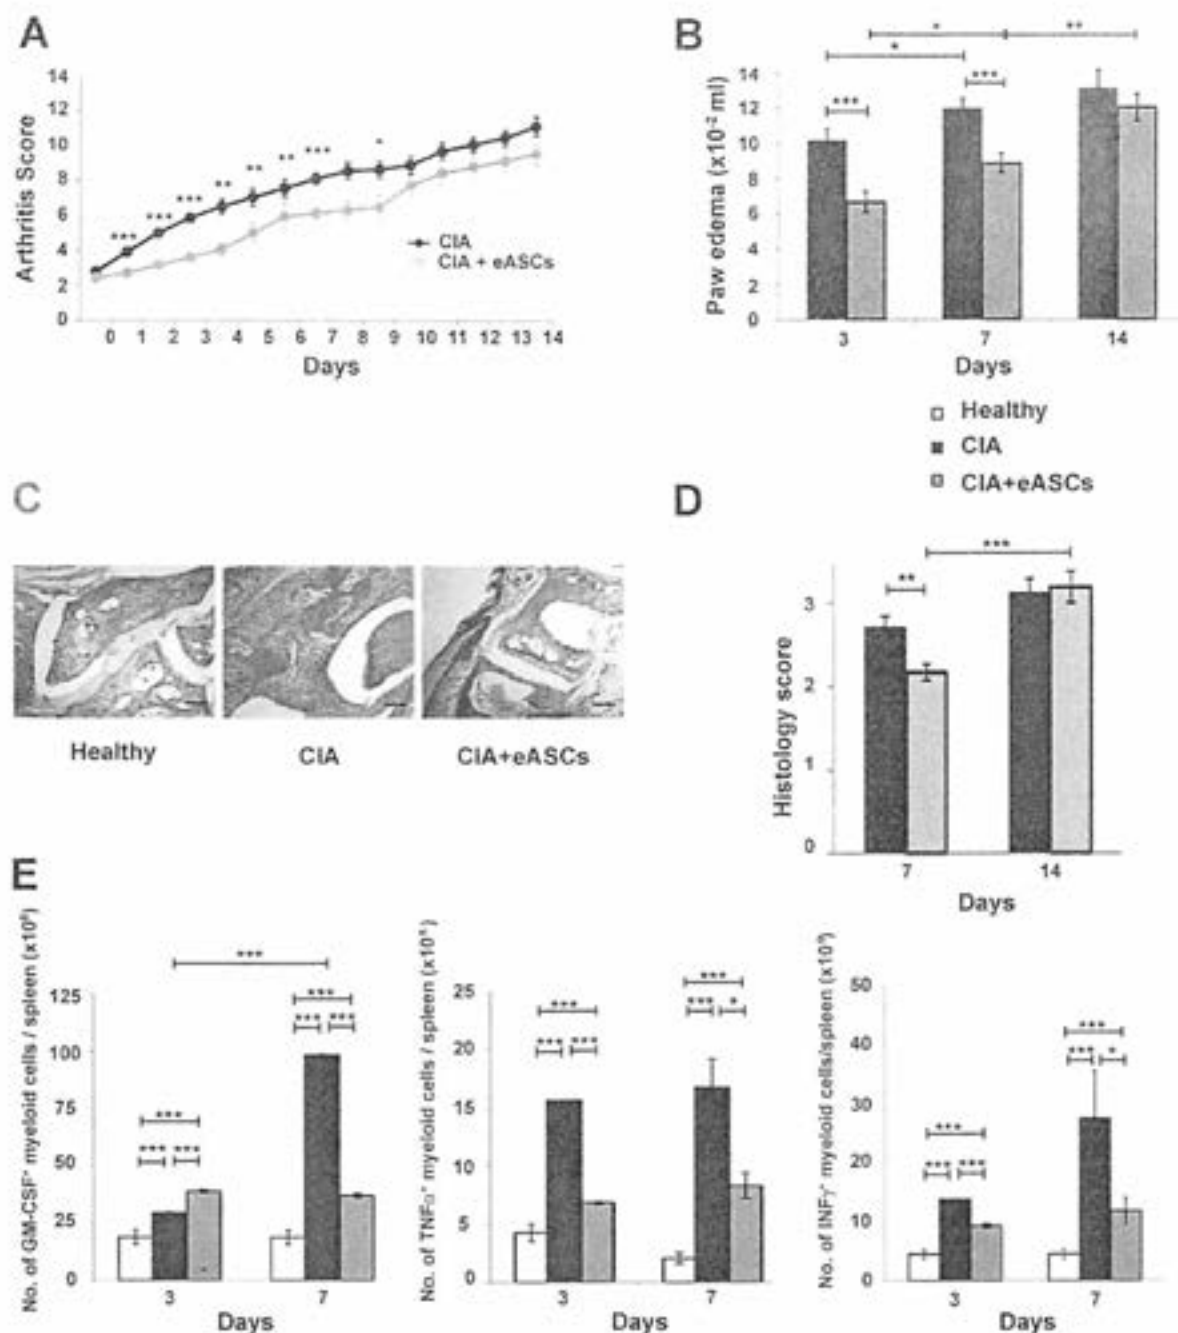 A
14
12
10
8
6
4
2
0
Arthritis Score
*** *** *** ** ** ** *** *
CIA
CIA + eASCs
0 1 2 3 4 5 6 7 8 9 10 11 12 13 14
Days
B
14
12
10
8
6
4
2
0
Paw edema (x10⁻² ml)
* **
*
*** ***
3 7 14
Days
Healthy
CIA
CIA+eASCs
C
Healthy CIA CIA+eASCs
D
3
2
1
0
Histology score
***
**
7 14
Days
E
No. of GM-CSF⁺ myeloid cells / spleen
125
100
75
50
25
0
***
***
*** ***
***
*** ***
3 7
Days
No. of TNFα⁺ myeloid cells / spleen
25
20
15
10
5
0
***
*** *
***
*** ***
3 7
Days
No. of INFγ⁺ myeloid cells/spleen
50
40
30
20
10
0
***
*** *
***
*** ***
3 7
Days